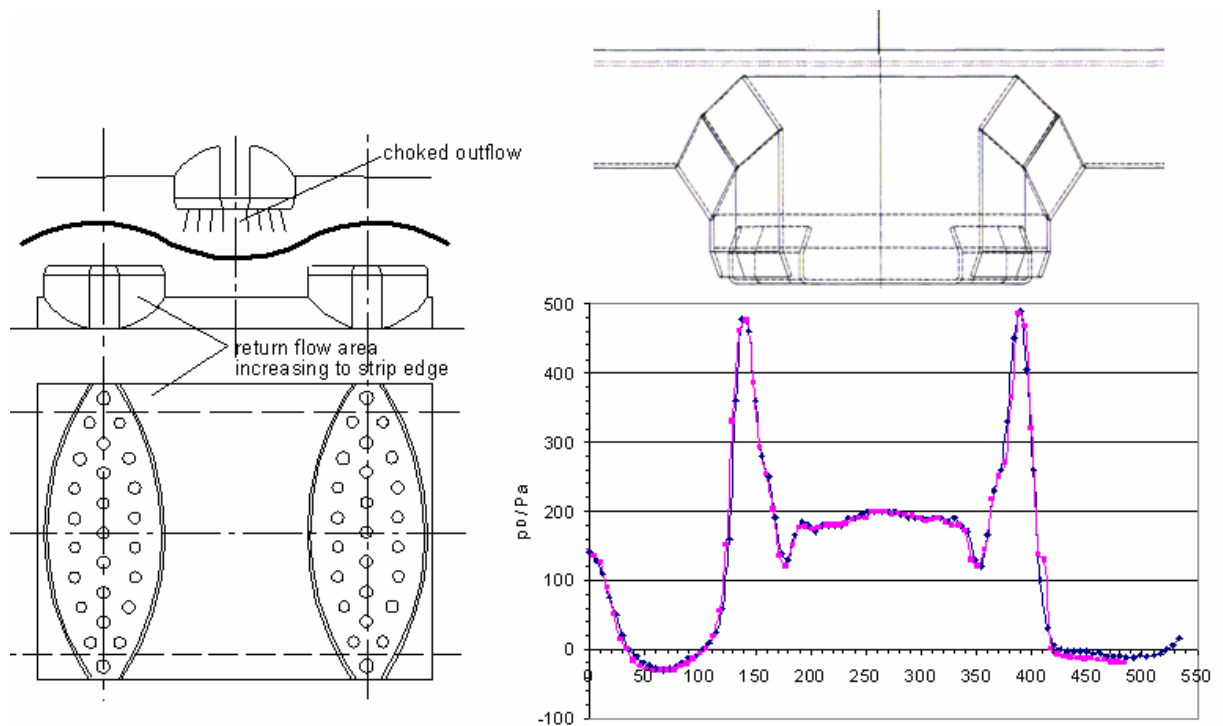 choked outflow
return flow area
increasing to strip edge
500
400
300
200
100
0
-100
pp/Pa
0 50 100 150 200 250 300 350 400 450 500 550